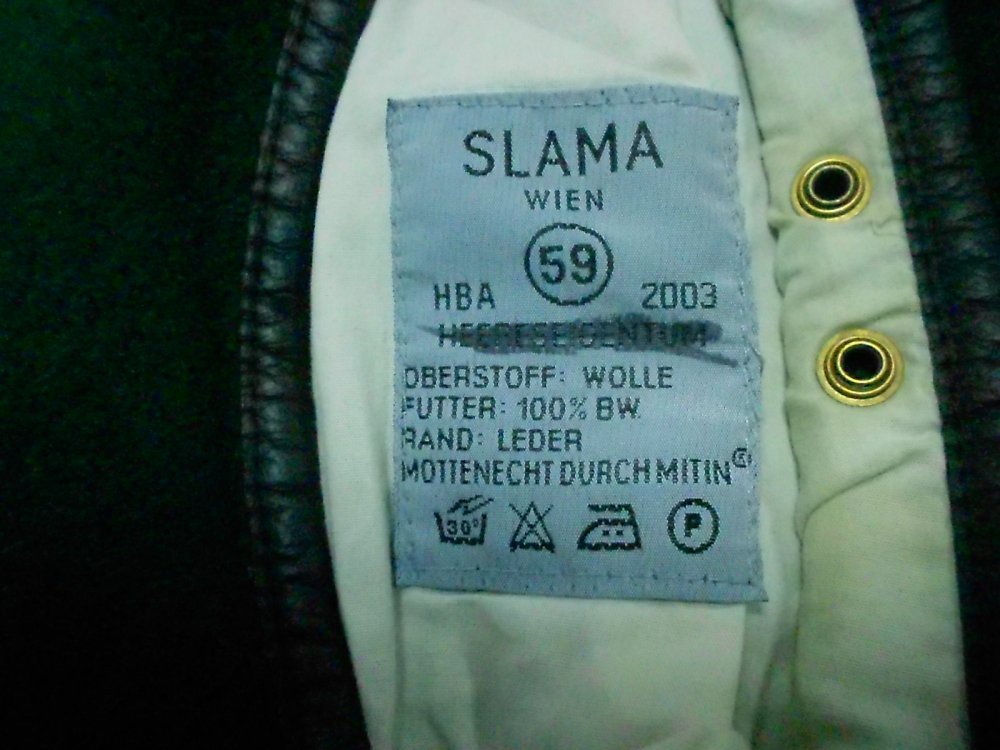 SLAMA
WIEN
59
HBA 2003
HEERESEIGENTUM
OBERSTOFF: WOLLE
FUTTER: 100% BW.
RAND: LEDER
MOTTENECHT DURCH MITIN®
30° P